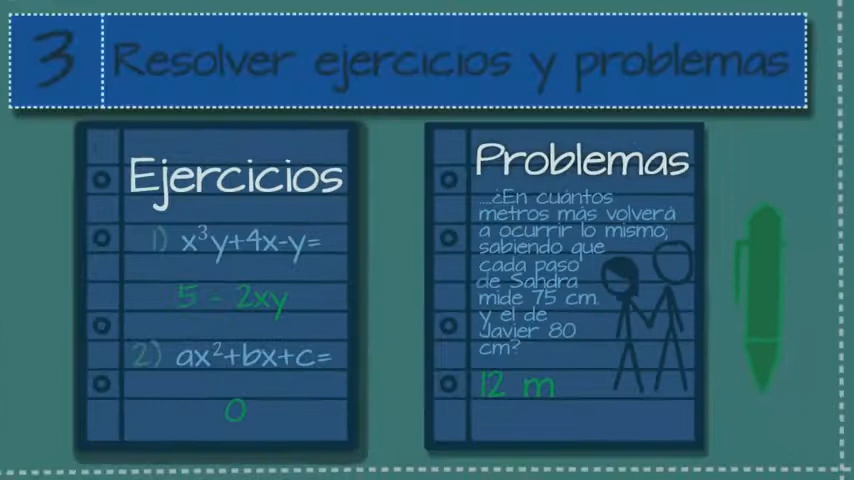 3 Resolver ejercicios y problemas
Ejercicios
1) x³y+4x-y=
5 - 2xy
2) ax²+bx+c=
0
Problemas
....¿En cuántos
metros más volverá
a ocurrir lo mismo,
sabiendo que
cada paso
de Sandra
mide 75 cm.
y el de
Javier 80
cm?
12 m